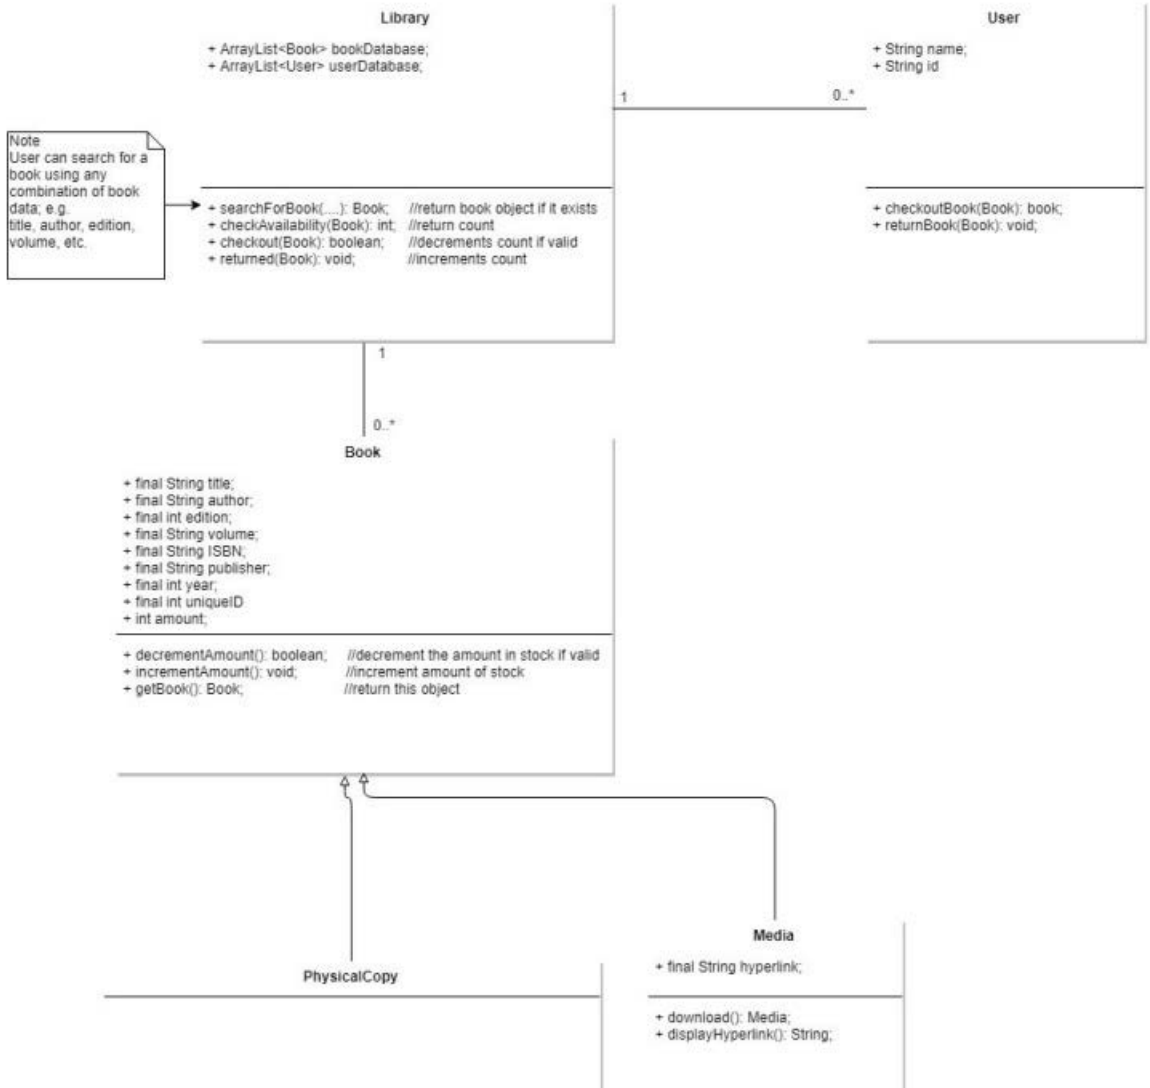 Library
+ ArrayList<Book> bookDatabase;
+ ArrayList<User> userDatabase;
User
+ String name;
+ String id
1
0..*
Note
User can search for a
book using any
combination of book
data; e.g.
title, author, edition,
volume, etc.
+ searchForBook(....): Book; //return book object if it exists
+ checkAvailability(Book): int; //return count
+ checkout(Book): boolean; //decrements count if valid
+ returned(Book): void; //increments count
+ checkoutBook(Book): book;
+ returnBook(Book): void;
1
0..*
Book
+ final String title;
+ final String author;
+ final int edition;
+ final String volume;
+ final String ISBN;
+ final String publisher;
+ final int year;
+ final int uniqueID
+ int amount;
+ decrementAmount(): boolean; //decrement the amount in stock if valid
+ incrementAmount(): void; //increment amount of stock
+ getBook(): Book; //return this object
PhysicalCopy
Media
+ final String hyperlink;
+ download(): Media;
+ displayHyperlink(): String;